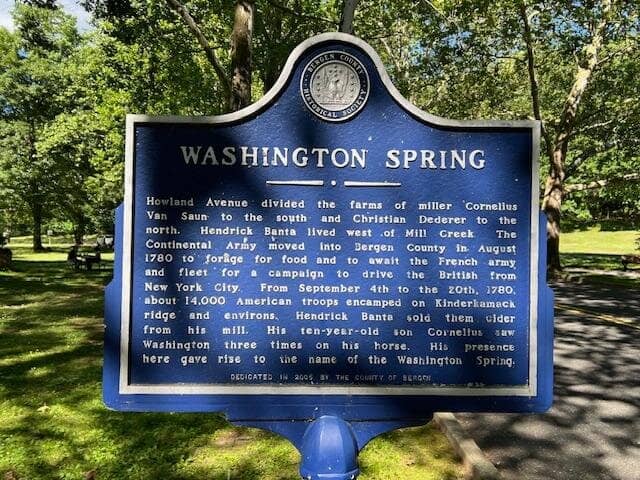 BERGEN COUNTY
HISTORICAL SOCIETY
WASHINGTON SPRING
Howland Avenue divided the farms of miller Cornelius
Van Saun to the south and Christian Dederer to the
north. Hendrick Banta lived west of Mill Creek. The
Continental Army moved into Bergen County in August
1780 to forage for food and to await the French army
and fleet for a campaign to drive the British from
New York City. From September 4th to the 20th, 1780,
about 14,000 American troops encamped on Kinderkamack
ridge and environs. Hendrick Banta sold them cider
from his mill. His ten-year-old son Cornelius saw
Washington three times on his horse. His presence
here gave rise to the name of the Washington Spring.
DEDICATED IN 2005 BY THE COUNTY OF BERGEN